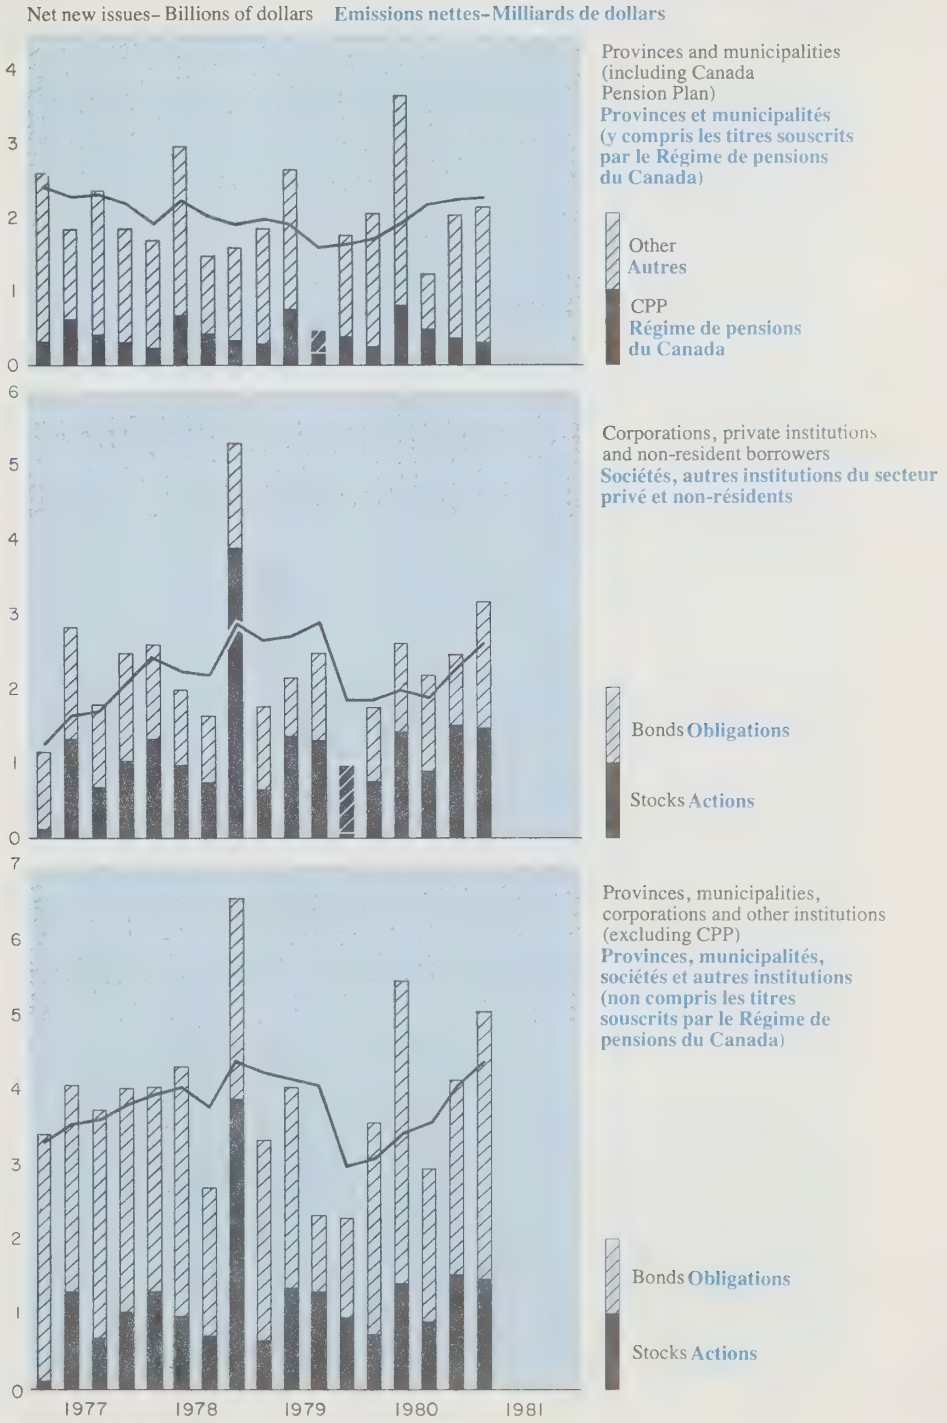 Net new issues–Billions of dollars Emissions nettes–Milliards de dollars
4
3
2
1
0
Provinces and municipalities
(including Canada
Pension Plan)
Provinces et municipalités
(y compris les titres souscrits
par le Régime de pensions
du Canada)
Other
Autres
CPP
Régime de pensions
du Canada
6
5
4
3
2
1
0
Corporations, private institutions
and non-resident borrowers
Sociétés, autres institutions du secteur
privé et non-résidents
Bonds Obligations
Stocks Actions
7
6
5
4
3
2
1
0
Provinces, municipalities,
corporations and other institutions
(excluding CPP)
Provinces, municipalités,
sociétés et autres institutions
(non compris les titres
souscrits par le Régime de
pensions du Canada)
Bonds Obligations
Stocks Actions
1977 1978 1979 1980 1981